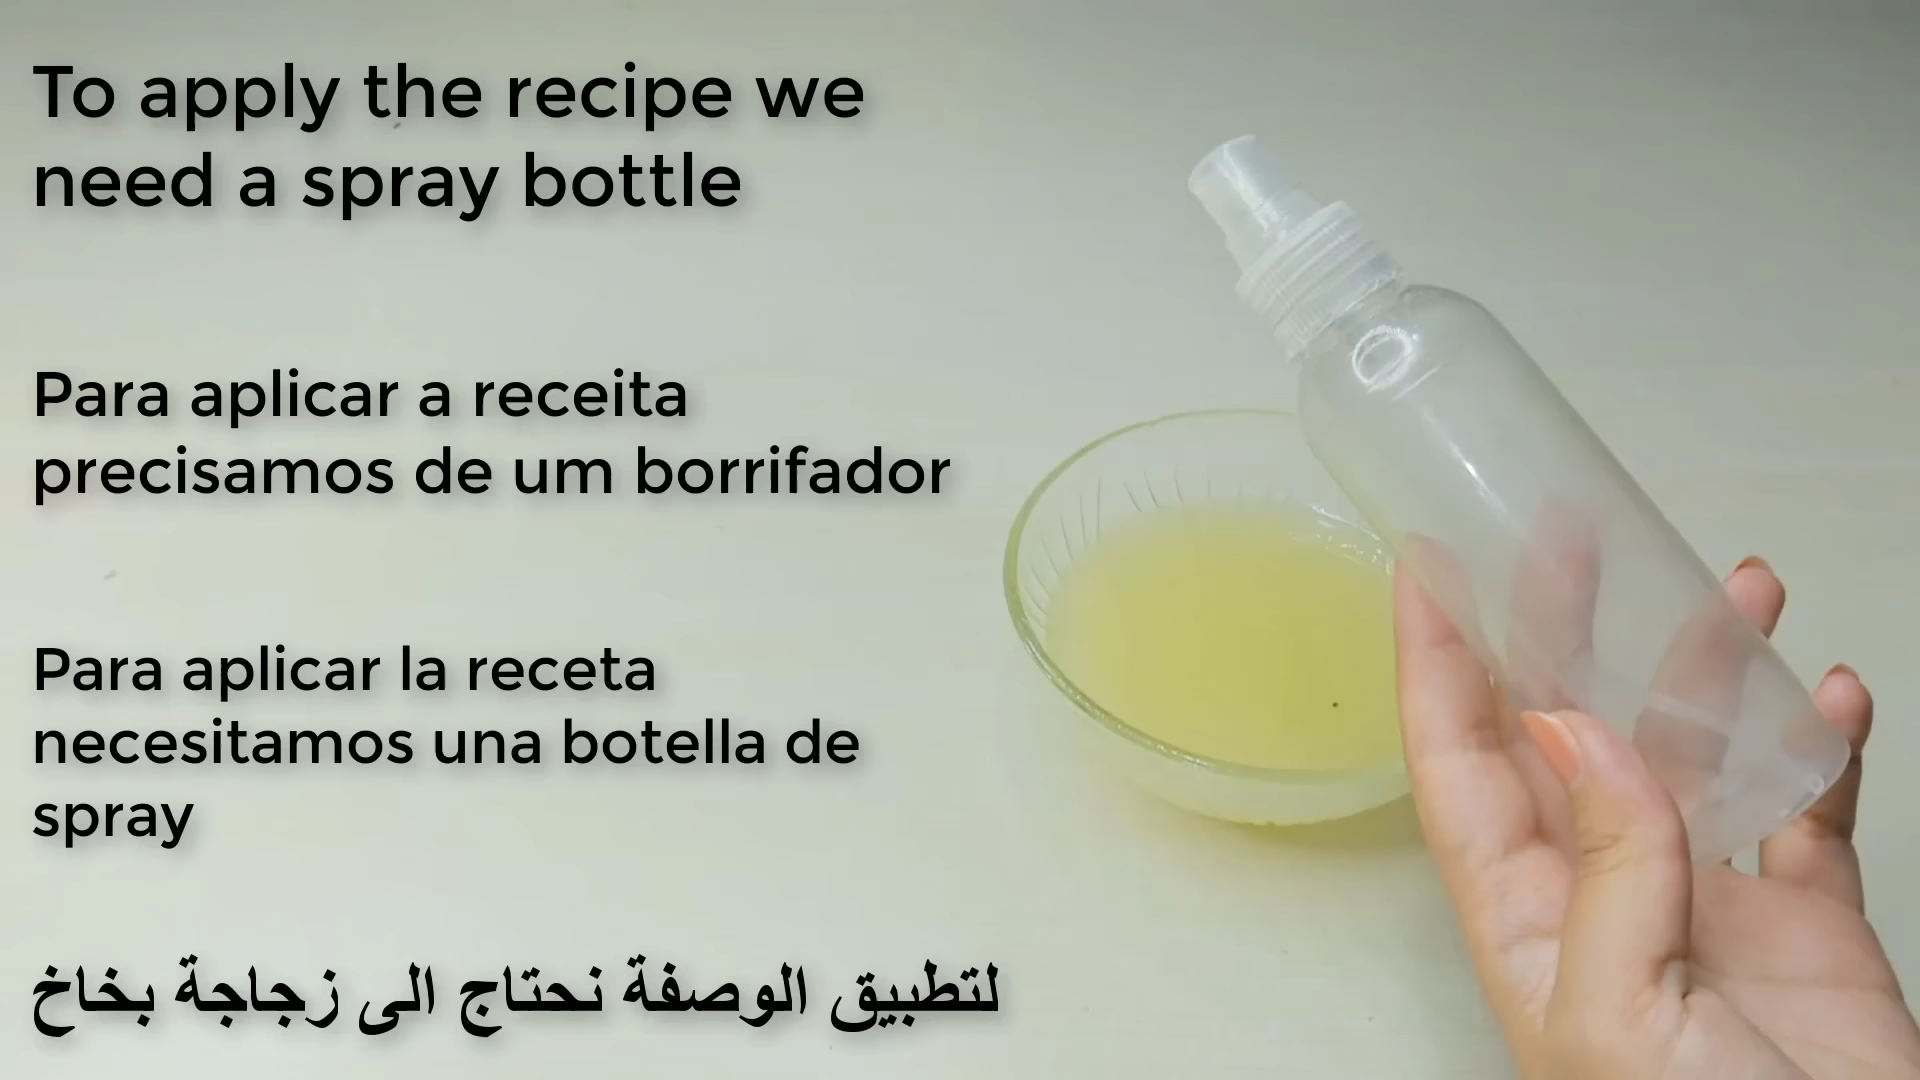 To apply the recipe we
need a spray bottle
Para aplicar a receita
precisamos de um borrifador
Para aplicar la receta
necesitamos una botella de
spray
لتطبيق الوصفة نحتاج الى زجاجة بخاخ